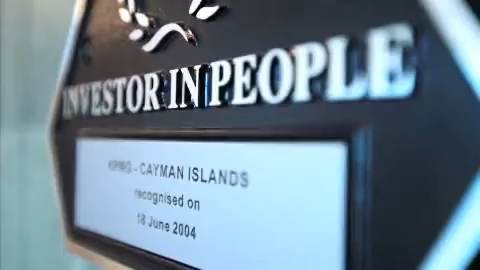 INVESTOR IN PEOPLE
KPMG - CAYMAN ISLANDS
recognised on
18 June 2004